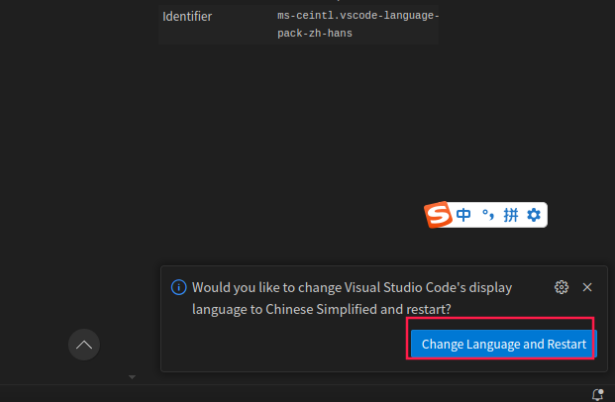 Identifier
ms-ceintl.vscode-language-
pack-zh-hans
S 中 °, 拼
Would you like to change Visual Studio Code's display
language to Chinese Simplified and restart?
Change Language and Restart